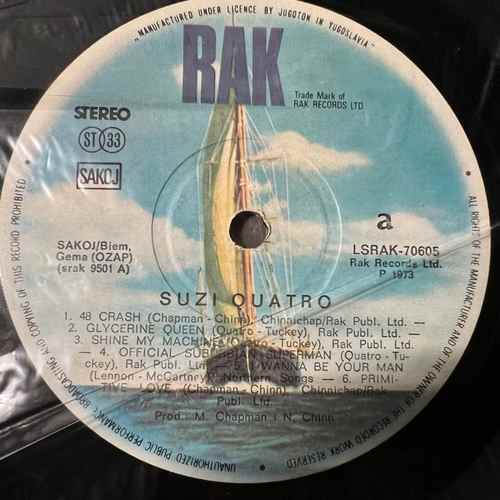 "MANUFACTURED UNDER LICENCE BY JUGOTON IN YUGOSLAVIA"
RAK
Trade Mark of
RAK RECORDS LTD
STEREO
ST 33
SAKOJ
a
SAKOJ/Biem,
Gema (OZAP)
(srak 9501 A)
LSRAK-70605
Rak Records Ltd.
P 1973
SUZI QUATRO
1. 48 CRASH (Chapman - Chinn), Chinnichap/Rak Publ. Ltd. —
2. GLYCERINE QUEEN (Quatro - Tuckey), Rak Publ. Ltd. —
3. SHINE MY MACHINE (Quatro - Tuckey), Rak Publ. Ltd.
— 4. OFFICIAL SUBURBIAN SUPERMAN (Quatro - Tu-
ckey), Rak Publ. I WANNA BE YOUR MAN
(Lennon - McCartney), Northern Songs — 6. PRIMI-
TIVE LOVE (Chapman - Chinn) Chinnichap/Rak
Publ. Ltd.
Prod.: M. Chapman i N. Chinn
ALL RIGHTS OF THE MANUFACTURER AND OF THE OWNER OF THE RECORDED WORK RESERVED
UNAUTHORIZED PUBLIC PERFORMANCE BROADCASTING AND COPYING OF THIS RECORD PROHIBITED